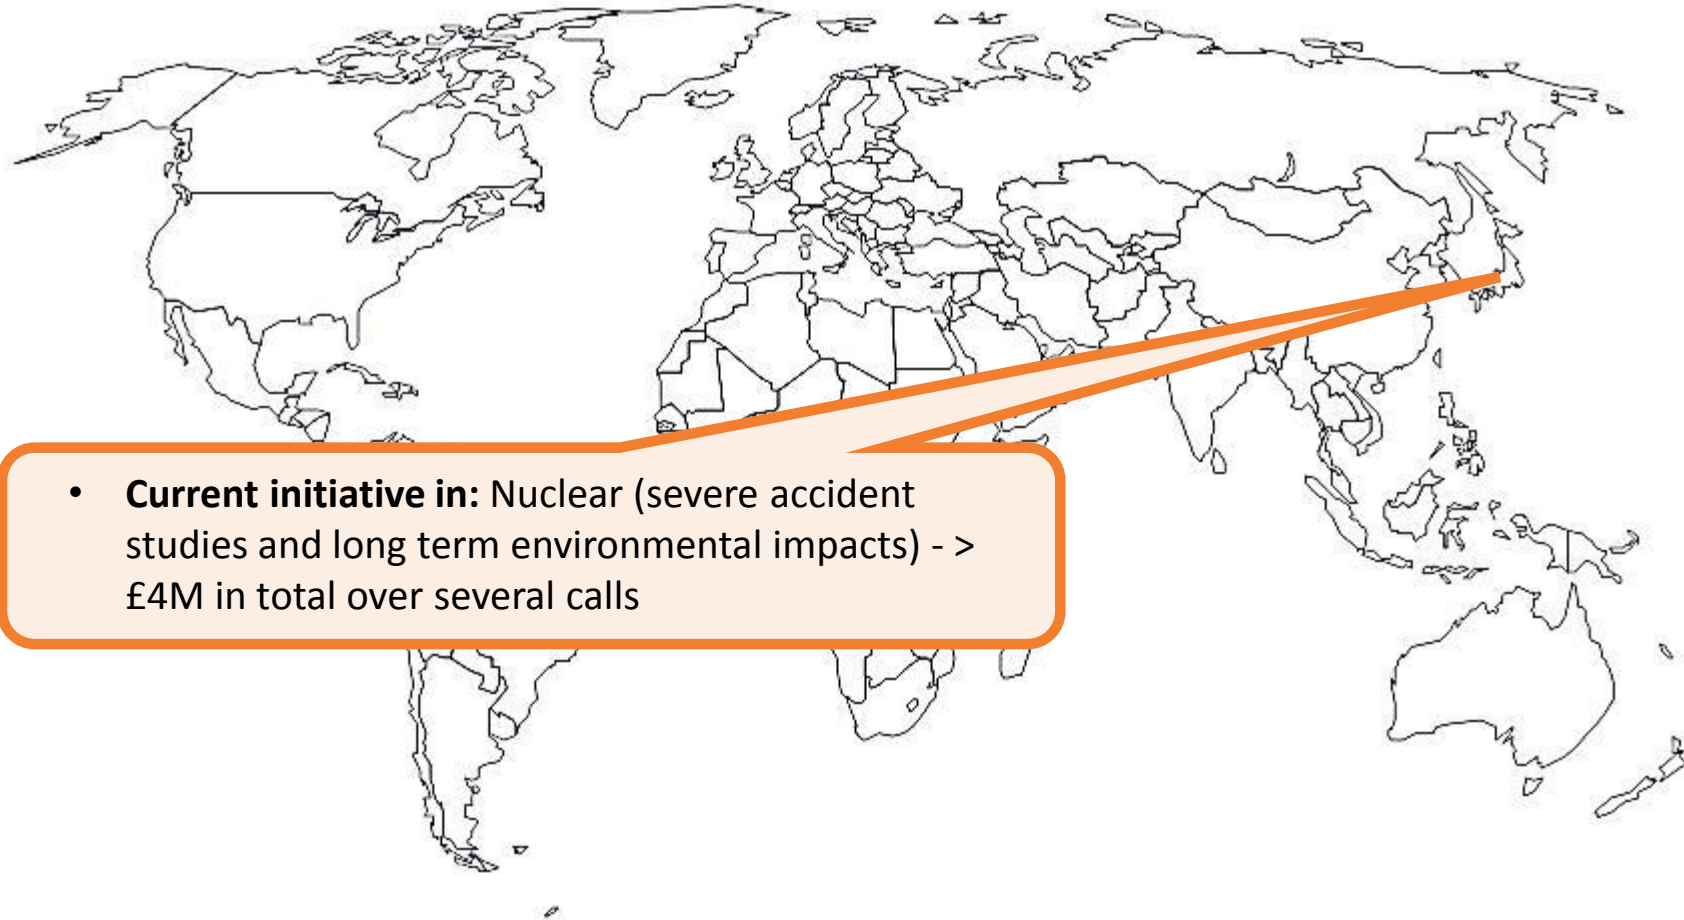 • Current initiative in: Nuclear (severe accident
studies and long term environmental impacts) - >
£4M in total over several calls